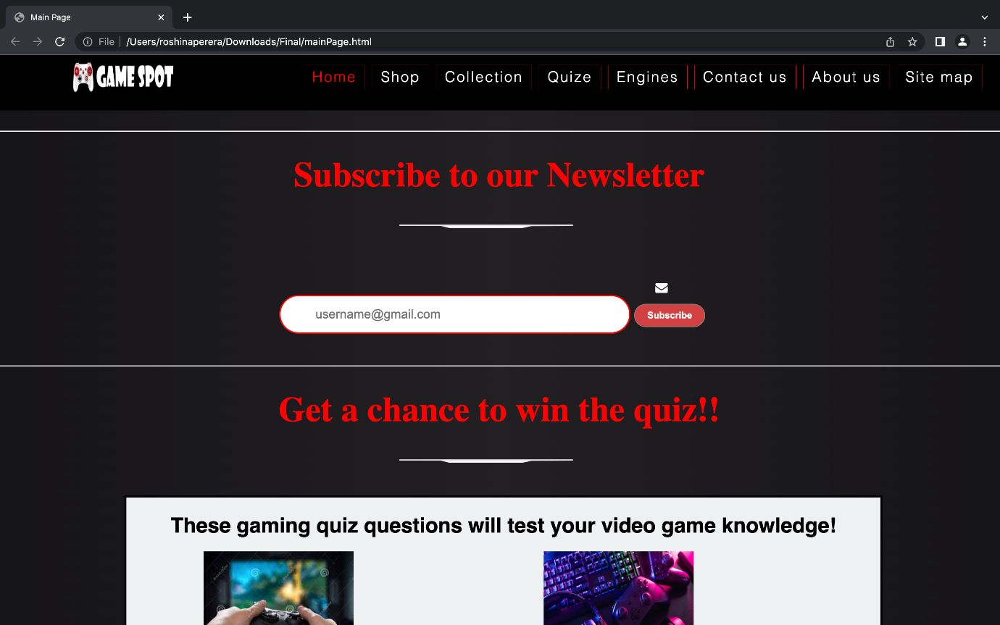 Main Page
File | /Users/roshinaperera/Downloads/Final/mainPage.html
GAME SPOT
Home Shop Collection Quize Engines Contact us About us Site map
Subscribe to our Newsletter
username@gmail.com
Subscribe
Get a chance to win the quiz!!
These gaming quiz questions will test your video game knowledge!